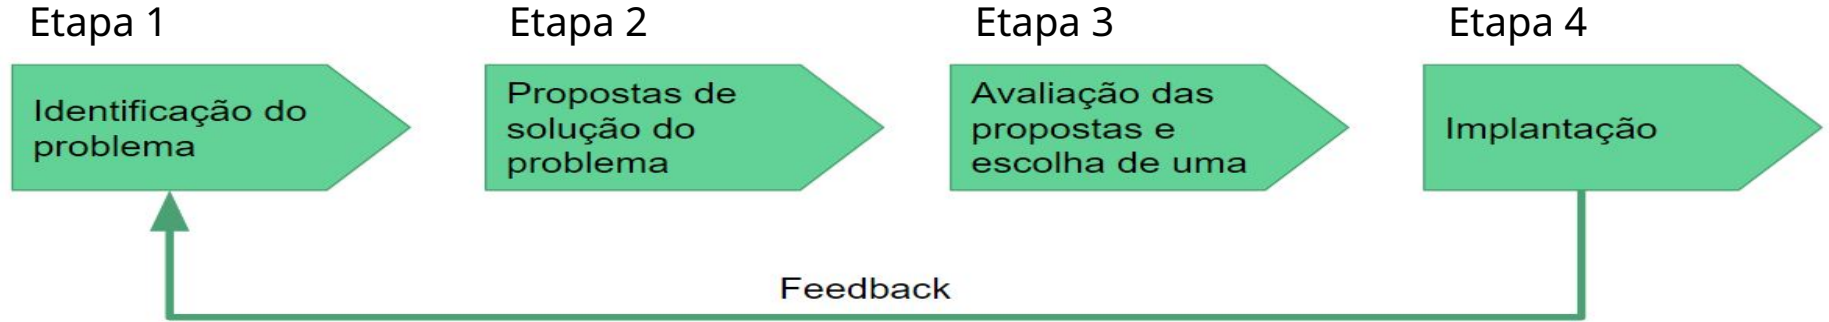 Etapa 1
Etapa 2
Etapa 3
Etapa 4
Identificação do
problema
Propostas de
solução do
problema
Avaliação das
propostas e
escolha de uma
Implantação
Feedback